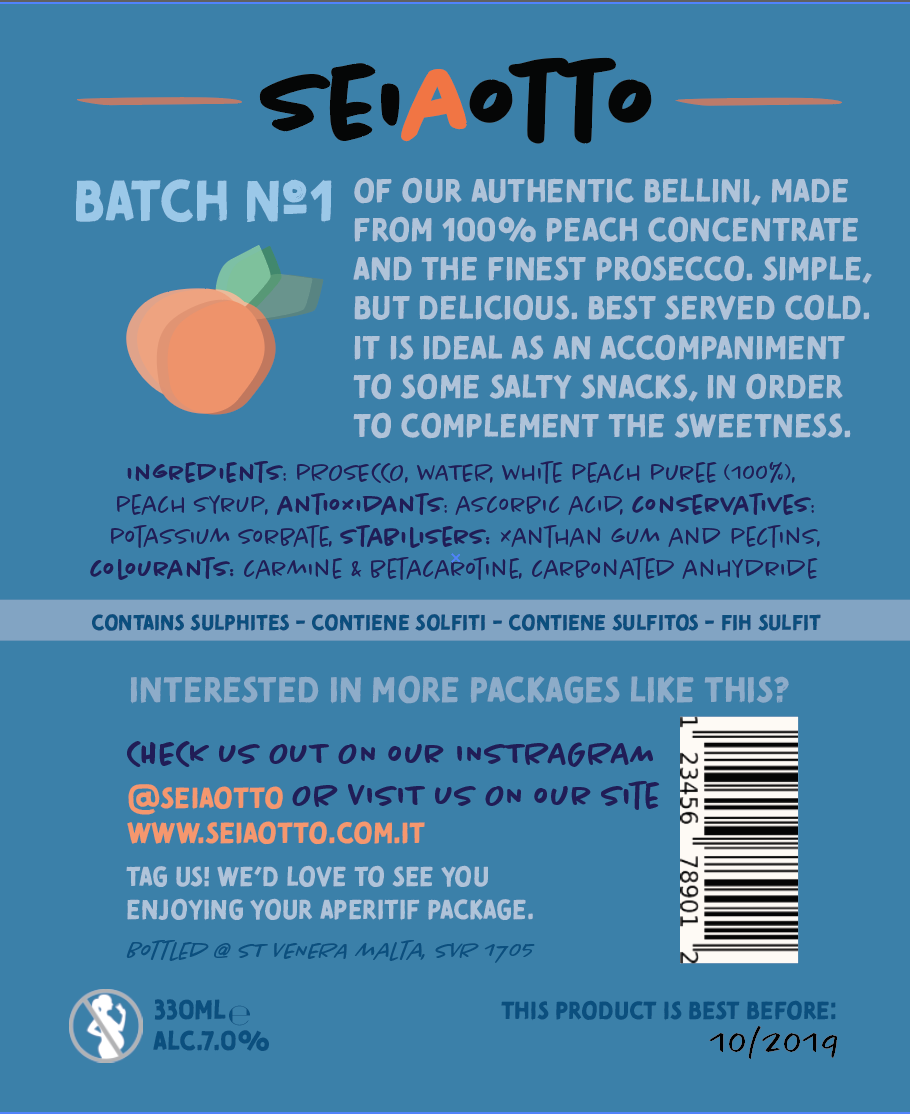 SEIAOTTO
BATCH Nº1
OF OUR AUTHENTIC BELLINI, MADE
FROM 100% PEACH CONCENTRATE
AND THE FINEST PROSECCO. SIMPLE,
BUT DELICIOUS. BEST SERVED COLD.
IT IS IDEAL AS AN ACCOMPANIMENT
TO SOME SALTY SNACKS, IN ORDER
TO COMPLEMENT THE SWEETNESS.
INGREDIENTS: PROSECCO, WATER, WHITE PEACH PUREE (100%),
PEACH SYRUP, ANTIOXIDANTS: ASCORBIC ACID, CONSERVATIVES:
POTASSIUM SORBATE, STABILISERS: XANTHAN GUM AND PECTINS,
COLOURANTS: CARMINE & BETACAROTINE, CARBONATED ANHYDRIDE
CONTAINS SULPHITES - CONTIENE SOLFITI - CONTIENE SULFITOS - FIH SULFIT
INTERESTED IN MORE PACKAGES LIKE THIS?
CHECK US OUT ON OUR INSTRAGRAM
@SEIAOTTO OR VISIT US ON OUR SITE
WWW.SEIAOTTO.COM.IT
TAG US! WE'D LOVE TO SEE YOU
ENJOYING YOUR APERITIF PACKAGE.
BOTTLED @ ST VENERA MALTA, SVR 1705
1 23456 78901 2
330ML ℮
ALC.7.0%
THIS PRODUCT IS BEST BEFORE:
10/2019